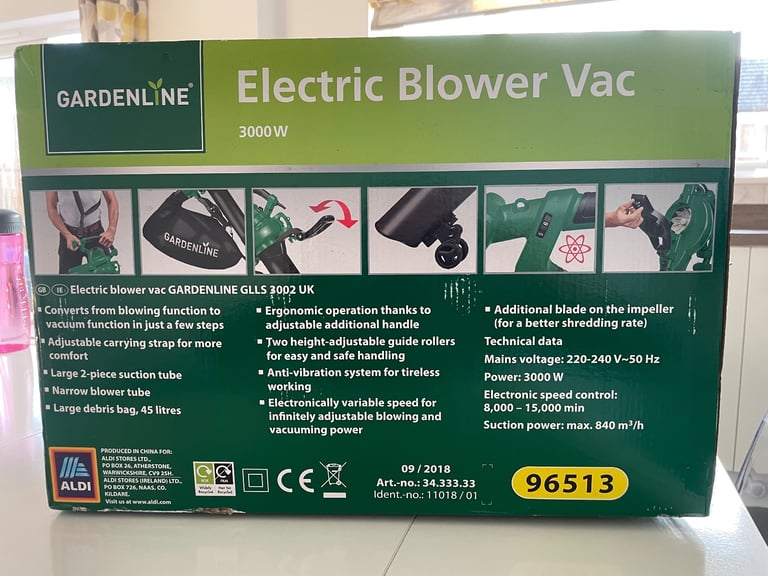 GARDENLINE®
Electric Blower Vac
3000 W
GARDENLINE
GB IE Electric blower vac GARDENLINE GLLS 3002 UK
▪ Converts from blowing function to
vacuum function in just a few steps
▪ Adjustable carrying strap for more
comfort
▪ Large 2-piece suction tube
▪ Narrow blower tube
▪ Large debris bag, 45 litres
▪ Ergonomic operation thanks to
adjustable additional handle
▪ Two height-adjustable guide rollers
for easy and safe handling
▪ Anti-vibration system for tireless
working
▪ Electronically variable speed for
infinitely adjustable blowing and
vacuuming power
▪ Additional blade on the impeller
(for a better shredding rate)
Technical data
Mains voltage: 220-240 V~50 Hz
Power: 3000 W
Electronic speed control:
8,000 – 15,000 min
Suction power: max. 840 m³/h
ALDI
PRODUCED IN CHINA FOR:
ALDI STORES LTD.,
PO BOX 26, ATHERSTONE,
WARWICKSHIRE, CV9 2SH.
ALDI STORES (IRELAND) LTD.,
PO BOX 726, NAAS, CO.
KILDARE.
Visit us at www.aldi.com
BOX
Widely
Recycled
FILM
Not Yet
Recycled
CE
09 / 2018
Art.-no.: 34.333.33
Ident.-no.: 11018 / 01
96513